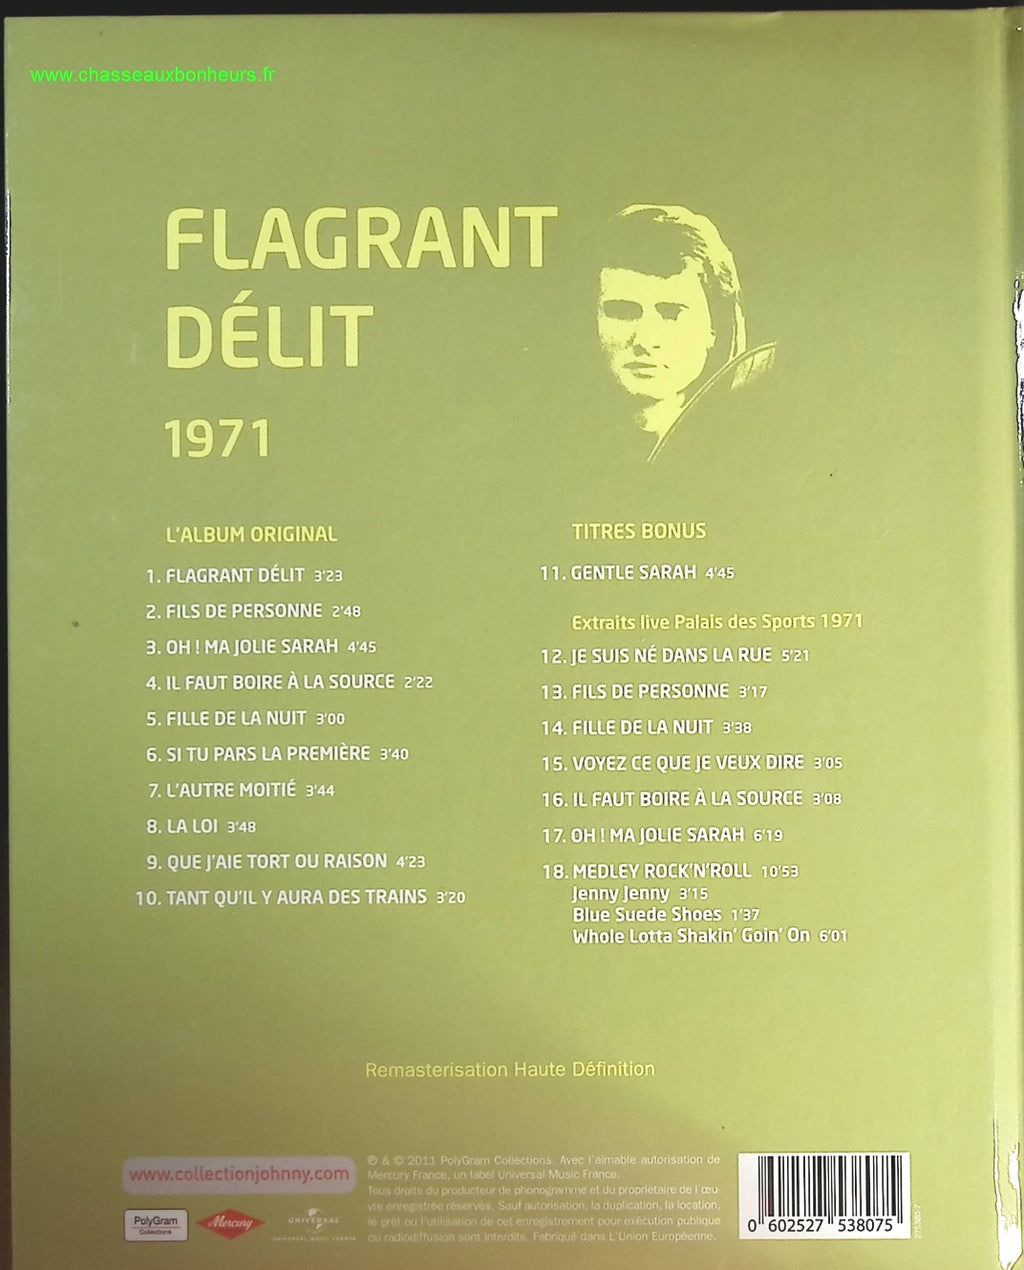 www.chasseauxbonheurs.fr
FLAGRANT
DÉLIT
1971
L'ALBUM ORIGINAL
1. FLAGRANT DÉLIT 3'23
2. FILS DE PERSONNE 2'48
3. OH ! MA JOLIE SARAH 4'45
4. IL FAUT BOIRE À LA SOURCE 2'22
5. FILLE DE LA NUIT 3'00
6. SI TU PARS LA PREMIÈRE 3'40
7. L'AUTRE MOITIÉ 3'44
8. LA LOI 3'48
9. QUE J'AIE TORT OU RAISON 4'23
10. TANT QU'IL Y AURA DES TRAINS 3'20
TITRES BONUS
11. GENTLE SARAH 4'45
Extraits live Palais des Sports 1971
12. JE SUIS NÉ DANS LA RUE 5'21
13. FILS DE PERSONNE 3'17
14. FILLE DE LA NUIT 3'38
15. VOYEZ CE QUE JE VEUX DIRE 3'05
16. IL FAUT BOIRE À LA SOURCE 3'08
17. OH ! MA JOLIE SARAH 6'19
18. MEDLEY ROCK'N'ROLL 10'53
Jenny Jenny 3'15
Blue Suede Shoes 1'37
Whole Lotta Shakin' Goin' On 6'01
Remasterisation Haute Définition
www.collectionjohnny.com
PolyGram
Collections
Mercury
UNIVERSAL
UNIVERSAL MUSIC FRANCE
℗ & © 2011 PolyGram Collections. Avec l'aimable autorisation de
Mercury France, un label Universal Music France.
Tous droits du producteur de phonogramme et du propriétaire de l'œu-
vre enregistrée réservés. Sauf autorisation, la duplication, la location,
le prêt ou l'utilisation de cet enregistrement pour exécution publique
ou radiodiffusion sont interdits. Fabriqué dans L'Union Européenne.
0 602527 538075